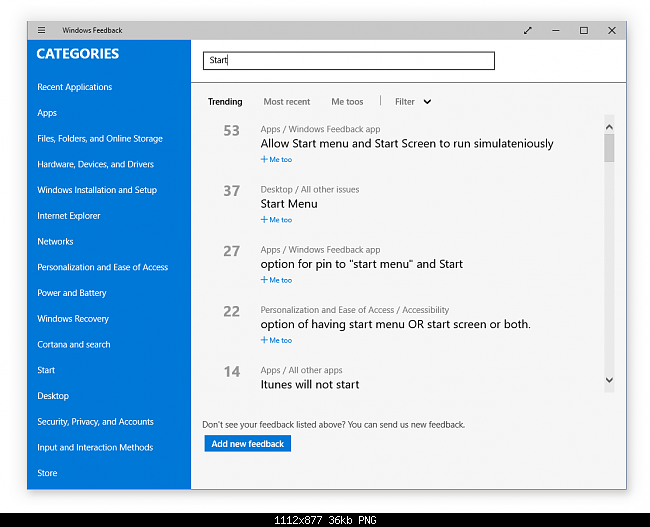 Windows Feedback
CATEGORIES
Recent Applications
Apps
Files, Folders, and Online Storage
Hardware, Devices, and Drivers
Windows Installation and Setup
Internet Explorer
Networks
Personalization and Ease of Access
Power and Battery
Windows Recovery
Cortana and search
Start
Desktop
Security, Privacy, and Accounts
Input and Interaction Methods
Store
Start
Trending Most recent Me toos Filter
53 Apps / Windows Feedback app
Allow Start menu and Start Screen to run simulateniously
+ Me too
37 Desktop / All other issues
Start Menu
+ Me too
27 Apps / Windows Feedback app
option for pin to "start menu" and Start
+ Me too
22 Personalization and Ease of Access / Accessibility
option of having start menu OR start screen or both.
+ Me too
14 Apps / All other apps
Itunes will not start
Don't see your feedback listed above? You can send us new feedback.
Add new feedback
1112x877 36kb PNG